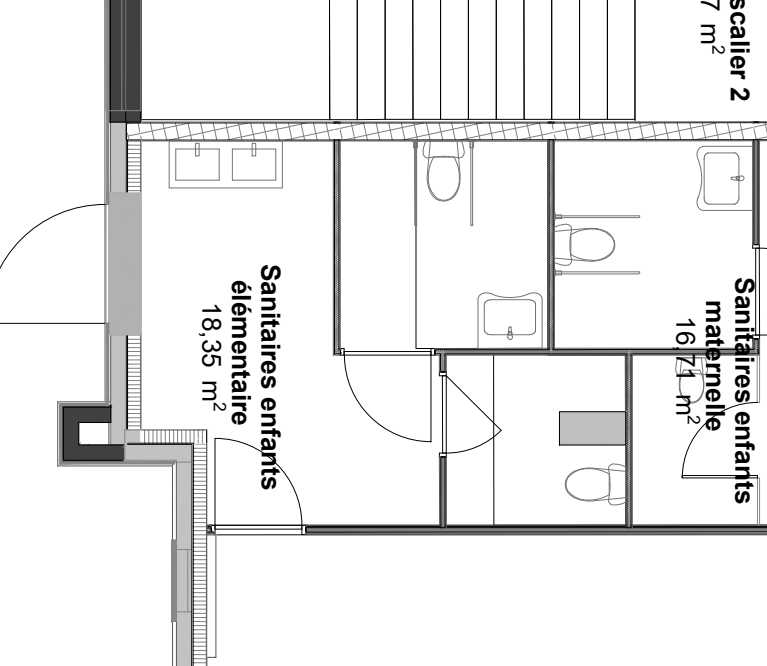 scalier 2
7 m²
Sanitaires enfants
élémentaire
18,35 m²
Sanitaires enfants
maternelle
16,71 m²